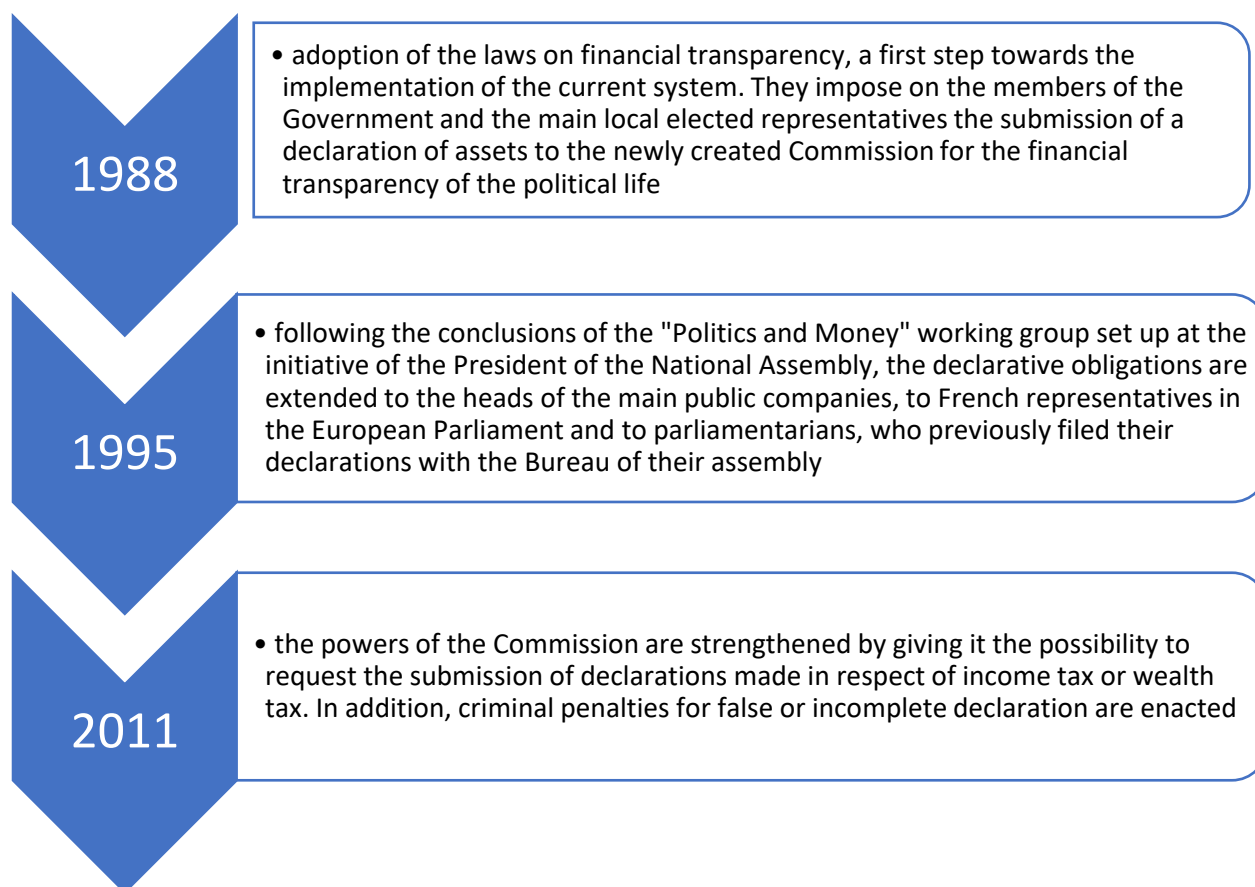 1988
• adoption of the laws on financial transparency, a first step towards the
implementation of the current system. They impose on the members of the
Government and the main local elected representatives the submission of a
declaration of assets to the newly created Commission for the financial
transparency of the political life
1995
• following the conclusions of the "Politics and Money" working group set up at the
initiative of the President of the National Assembly, the declarative obligations are
extended to the heads of the main public companies, to French representatives in
the European Parliament and to parliamentarians, who previously filed their
declarations with the Bureau of their assembly
2011
• the powers of the Commission are strengthened by giving it the possibility to
request the submission of declarations made in respect of income tax or wealth
tax. In addition, criminal penalties for false or incomplete declaration are enacted